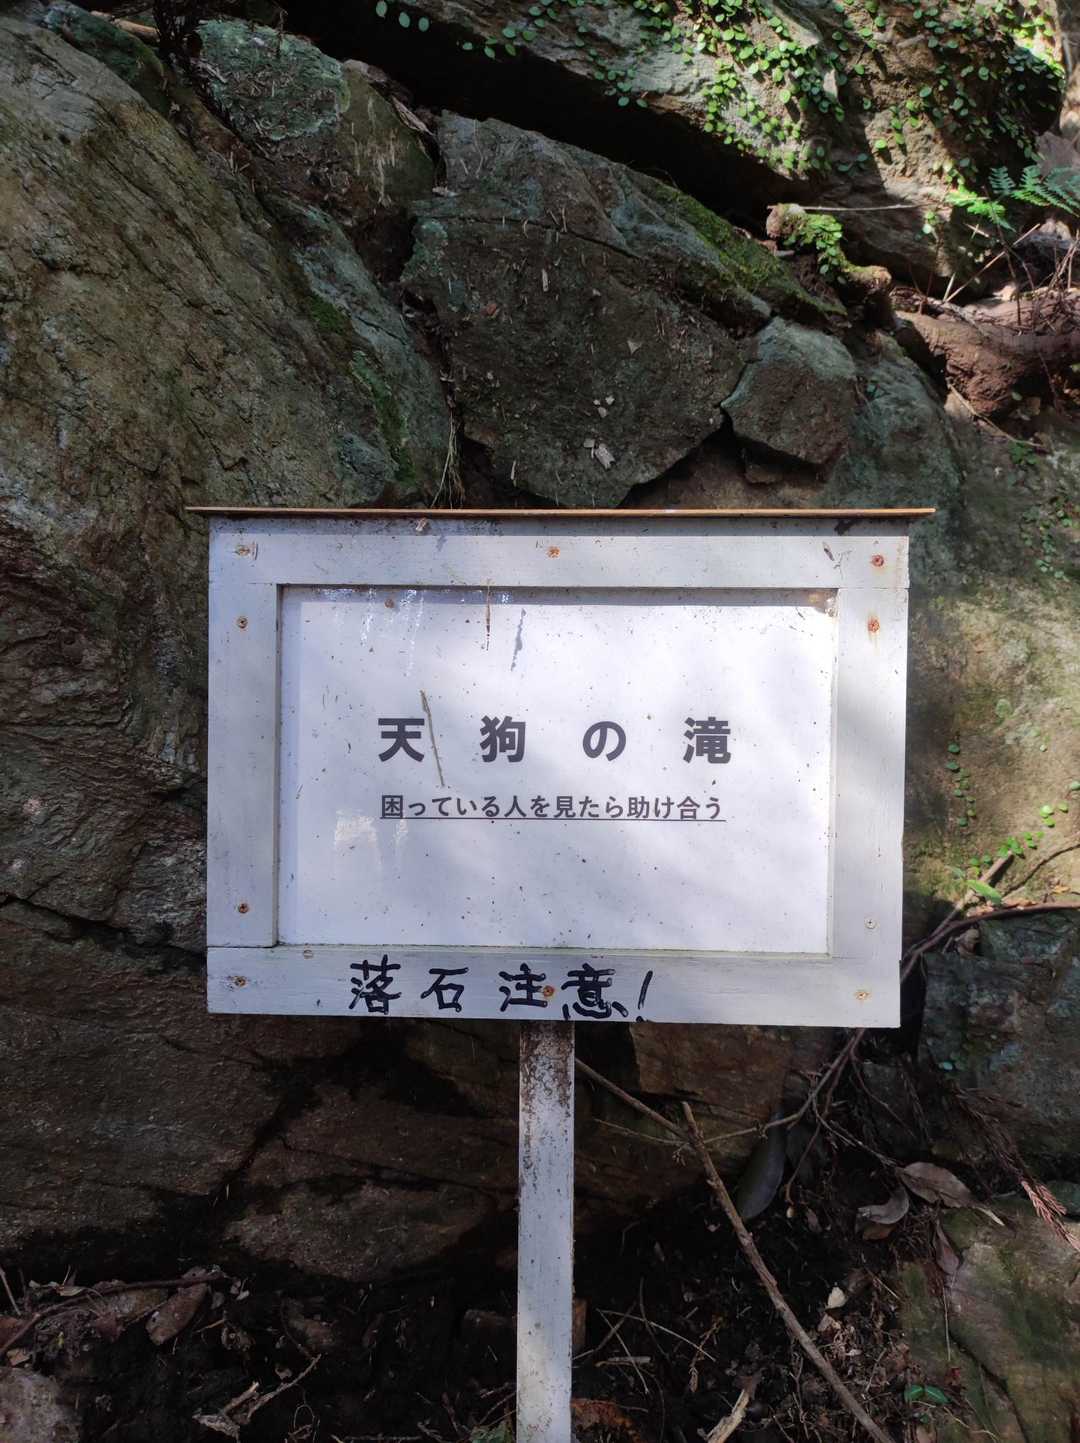 天狗の滝
困っている人を見たら助け合う
落石注意!